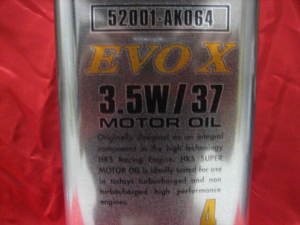 52001-AK064
EVO X
3.5W/37
MOTOR OIL
Originally designed as an integral
component in the high technology
HKS Racing Engine, HKS SUPER
MOTOR OIL is ideally suited for use
in todays turbocharged and non
turbocharged high performance
engines.
4